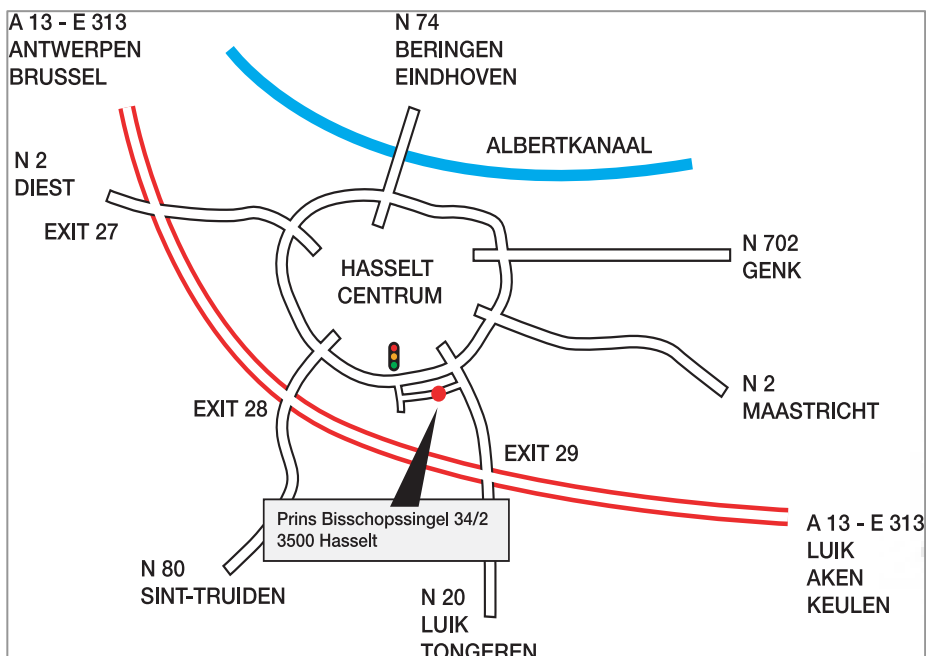 A 13 - E 313
ANTWERPEN
BRUSSEL
N 74
BERINGEN
EINDHOVEN
ALBERTKANAAL
N 2
DIEST
EXIT 27
HASSELT
CENTRUM
N 702
GENK
N 2
MAASTRICHT
EXIT 28
EXIT 29
Prins Bisschopssingel 34/2
3500 Hasselt
A 13 - E 313
LUIK
AKEN
KEULEN
N 80
SINT-TRUIDEN
N 20
LUIK
TONGEREN